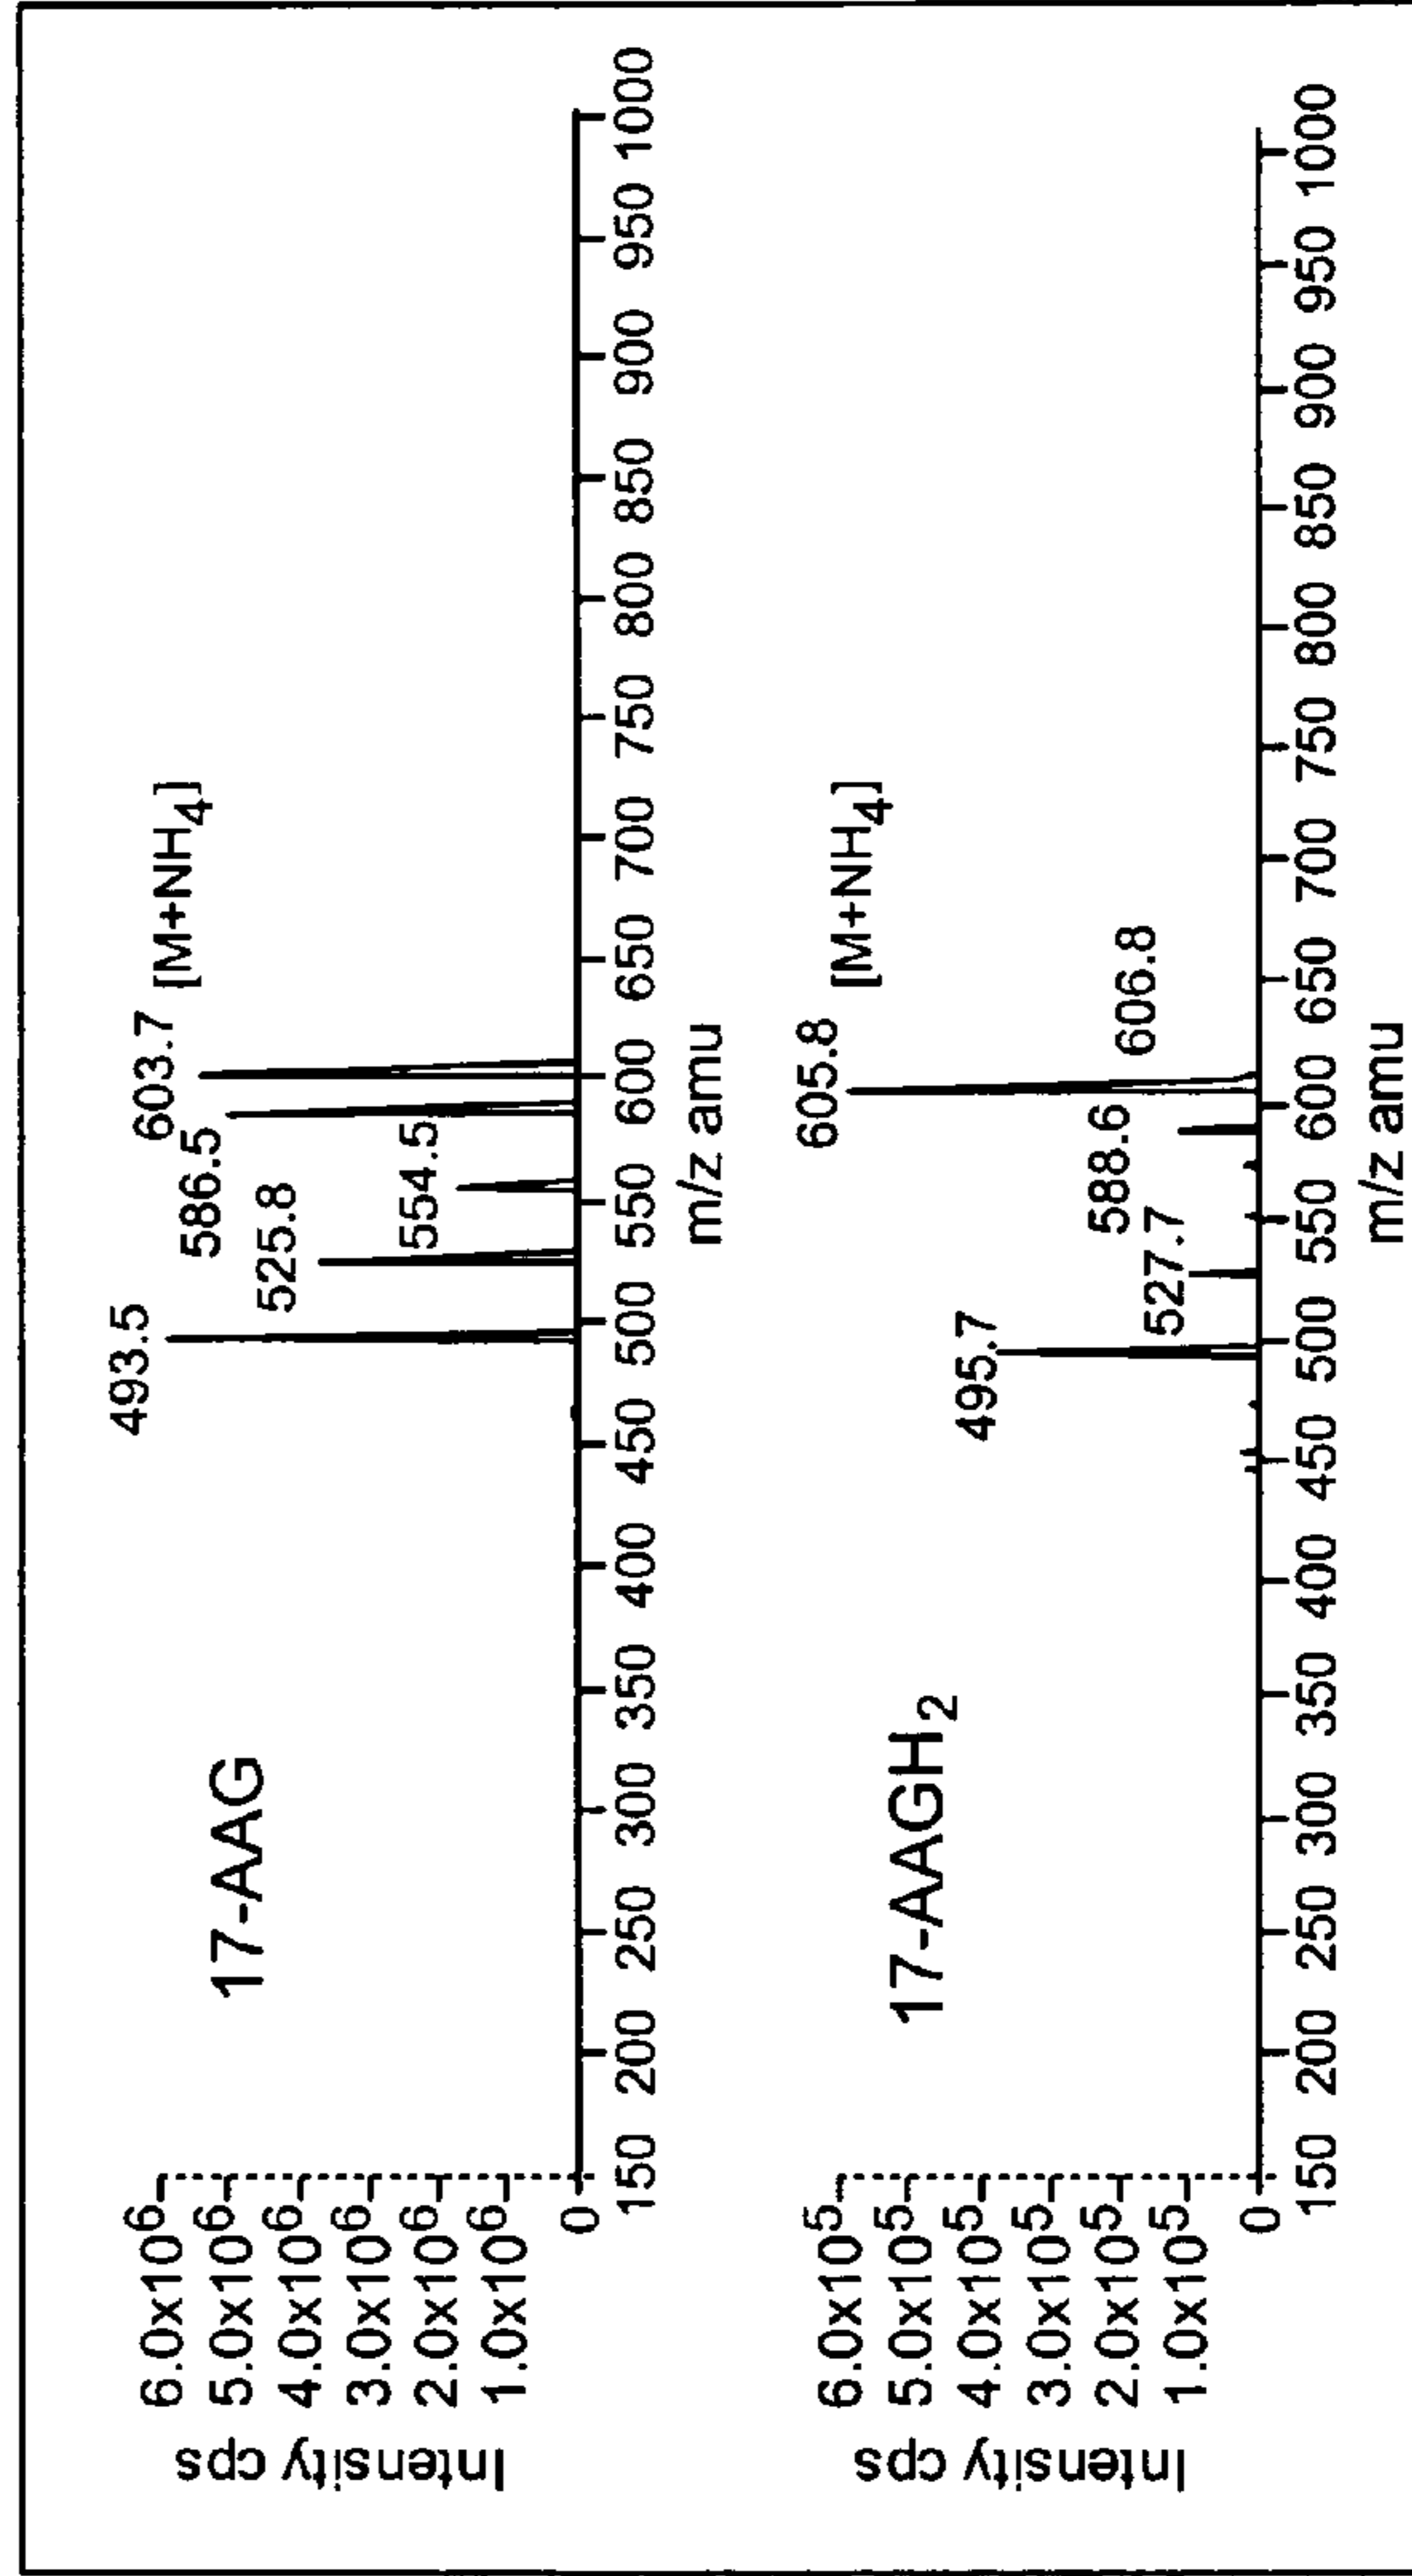 17-AAG
Intensity cps
6.0x10⁶
5.0x10⁶
4.0x10⁶
3.0x10⁶
2.0x10⁶
1.0x10⁶
0
493.5
525.8
586.5
603.7
[M+NH₄]
554.5
150 200 250 300 350 400 450 500 550 600 650 700 750 800 850 900 950 1000
m/z amu
17-AAGH₂
Intensity cps
6.0x10⁵
5.0x10⁵
4.0x10⁵
3.0x10⁵
2.0x10⁵
1.0x10⁵
0
605.8
[M+NH₄]
495.7
588.6
606.8
527.7
150 200 250 300 350 400 450 500 550 600 650 700 750 800 850 900 950 1000
m/z amu